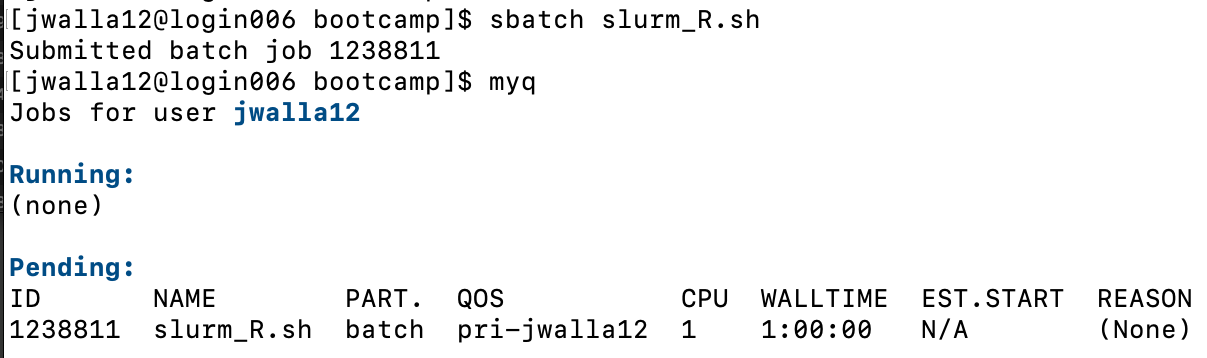 [jwalla12@login006 bootcamp]$ sbatch slurm_R.sh
Submitted batch job 1238811
[jwalla12@login006 bootcamp]$ myq
Jobs for user jwalla12
Running:
(none)
Pending:
ID NAME PART. QOS CPU WALLTIME EST.START REASON
1238811 slurm_R.sh batch pri-jwalla12 1 1:00:00 N/A (None)